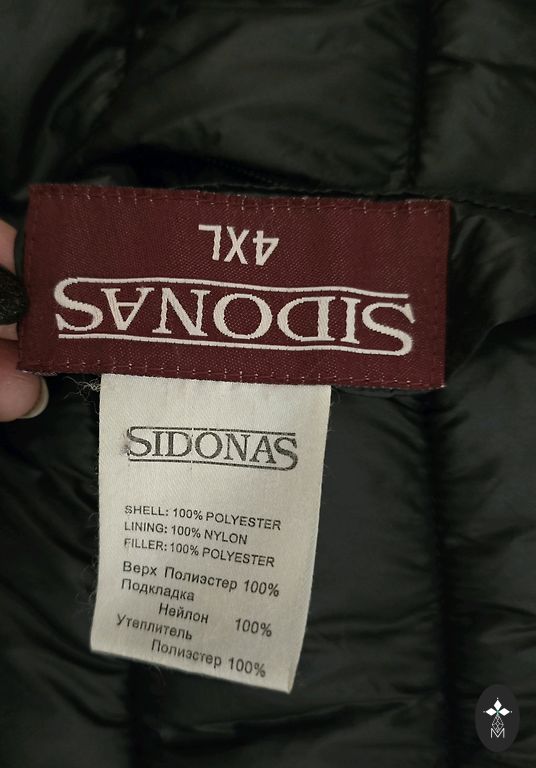 4XL
SIDONAS
SIDONAS
SHELL: 100% POLYESTER
LINING: 100% NYLON
FILLER: 100% POLYESTER
Верх Полиэстер 100%
Подкладка
Нейлон 100%
Утеплитель
Полиэстер 100%
M